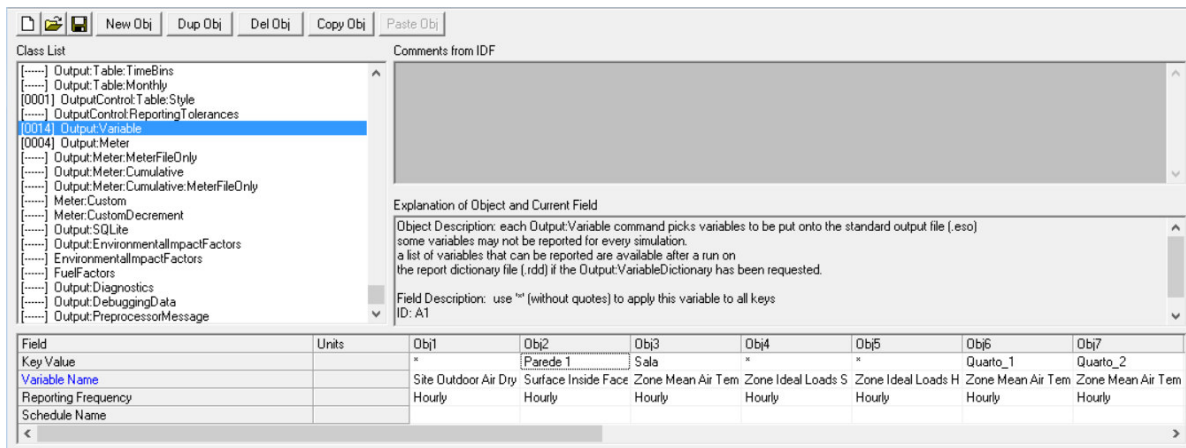 New Obj Dup Obj Del Obj Copy Obj Paste Obj
Class List
[------] Output:Table:TimeBins
[------] Output:Table:Monthly
[0001] OutputControl:Table:Style
[------] OutputControl:ReportingTolerances
[0014] Output:Variable
[0004] Output:Meter
[------] Output:Meter:MeterFileOnly
[------] Output:Meter:Cumulative
[------] Output:Meter:Cumulative:MeterFileOnly
[------] Meter:Custom
[------] Meter:CustomDecrement
[------] Output:SQLite
[------] Output:EnvironmentalImpactFactors
[------] EnvironmentalImpactFactors
[------] FuelFactors
[------] Output:Diagnostics
[------] Output:DebuggingData
[------] Output:PreprocessorMessage
Comments from IDF
Explanation of Object and Current Field
Object Description: each Output:Variable command picks variables to be put onto the standard output file (.eso)
some variables may not be reported for every simulation.
a list of variables that can be reported are available after a run on
the report dictionary file (.rdd) if the Output:VariableDictionary has been requested.
Field Description: use '*' (without quotes) to apply this variable to all keys
ID: A1
Field Units Obj1 Obj2 Obj3 Obj4 Obj5 Obj6 Obj7
Key Value * Parede 1 Sala * * Quarto_1 Quarto_2
Variable Name Site Outdoor Air Dry Surface Inside Face Zone Mean Air Tem Zone Ideal Loads S Zone Ideal Loads H Zone Mean Air Tem Zone Mean Air Tem
Reporting Frequency Hourly Hourly Hourly Hourly Hourly Hourly Hourly
Schedule Name